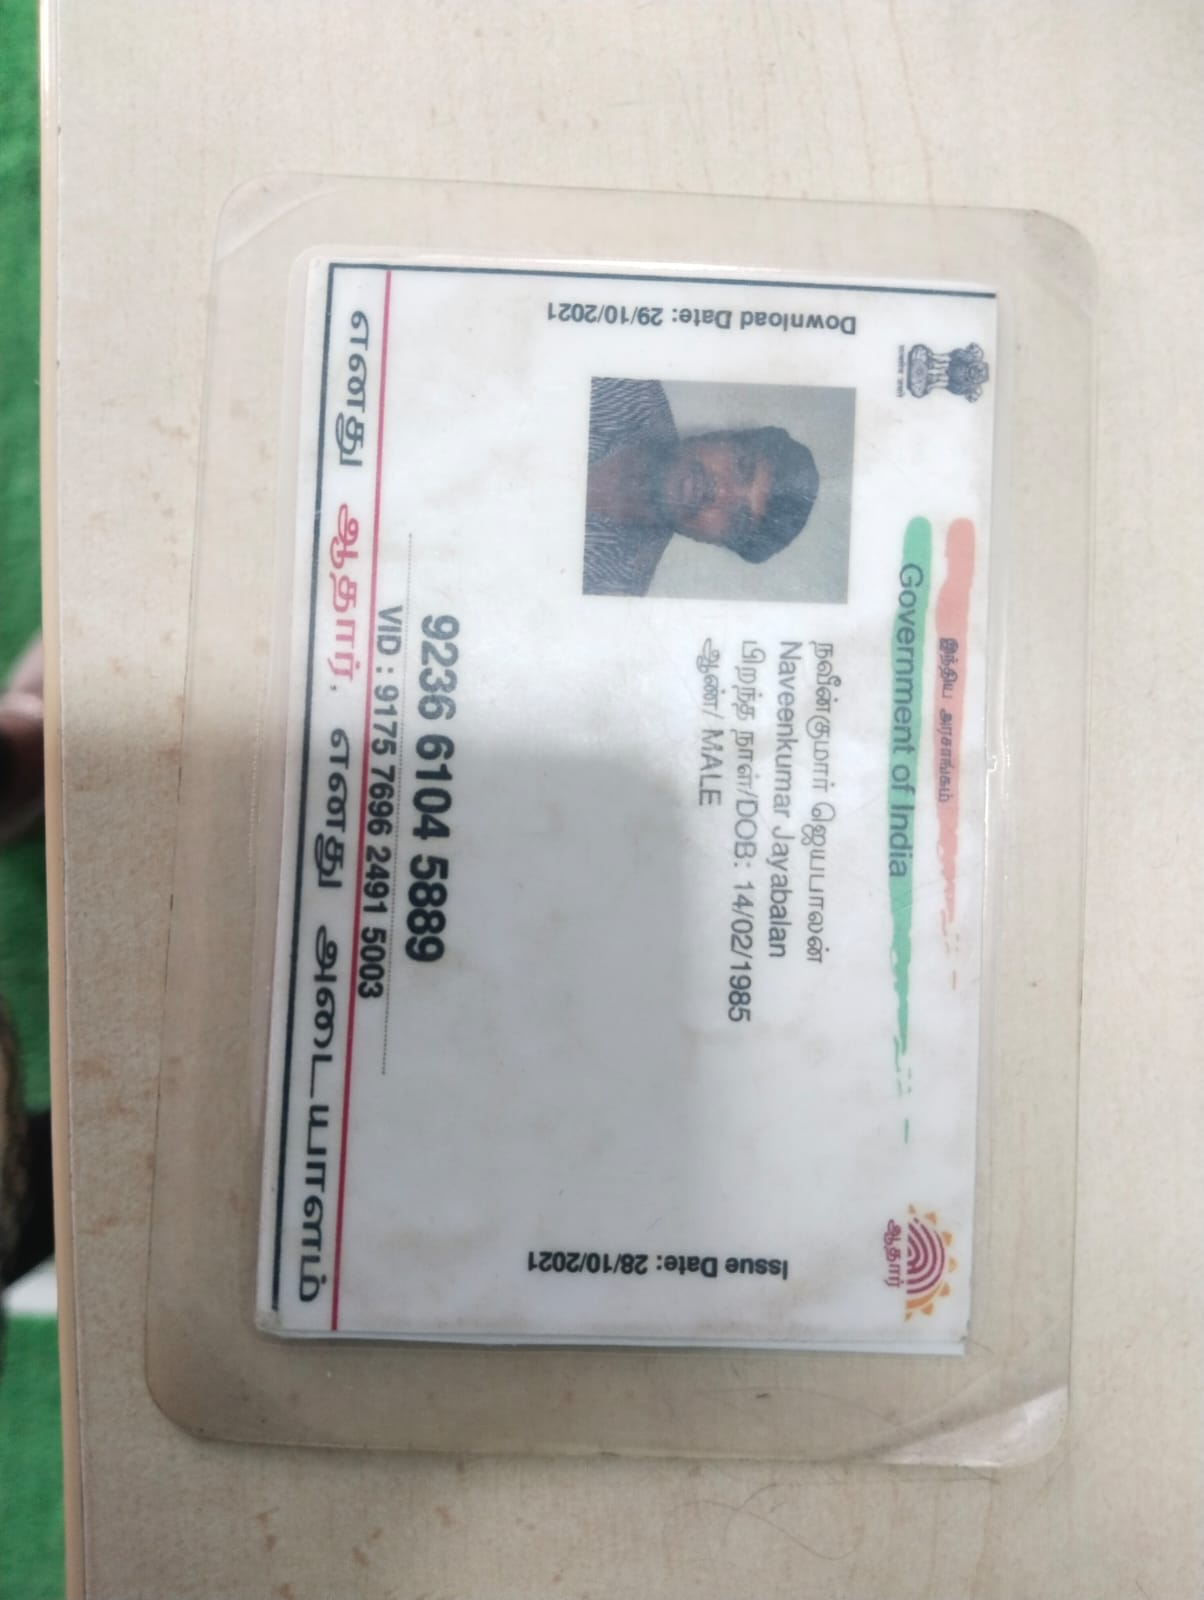 இந்திய அரசாங்கம்
Government of India
Download Date: 29/10/2021
நவீன்குமார் ஜெயபாலன்
Naveenkumar Jayabalan
பிறந்த நாள்/DOB: 14/02/1985
ஆண்/ MALE
Issue Date: 28/10/2021
ஆதார்
9236 6104 5889
VID : 9175 7696 2491 5003
எனது ஆதார், எனது அடையாளம்